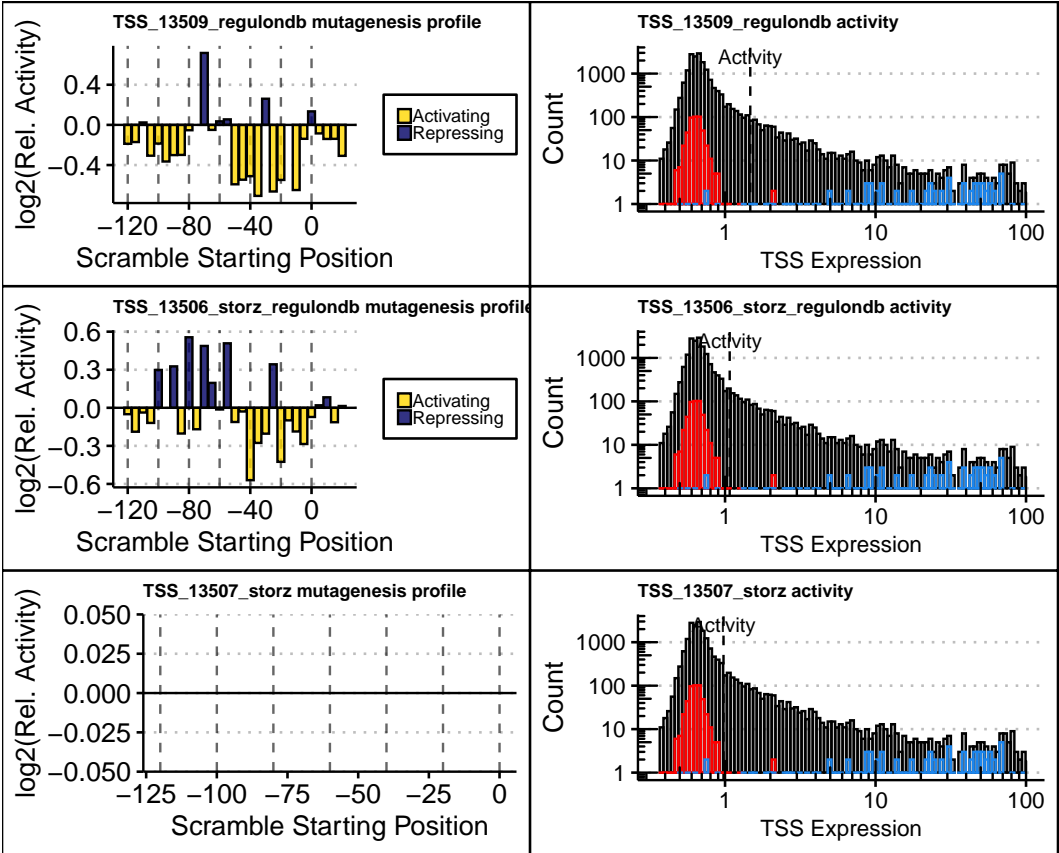 TSS_13509_regulondb mutagenesis profile
log2(Rel. Activity)
0.4
0.0
−0.4
−120 −80 −40 0
Scramble Starting Position
Activating
Repressing
TSS_13509_regulondb activity
Activity
Count
1000
100
10
1
1 10 100
TSS Expression
TSS_13506_storz_regulondb mutagenesis profile
log2(Rel. Activity)
0.6
0.3
0.0
−0.3
−0.6
−120 −80 −40 0
Scramble Starting Position
Activating
Repressing
TSS_13506_storz_regulondb activity
Activity
Count
1000
100
10
1
1 10 100
TSS Expression
TSS_13507_storz mutagenesis profile
log2(Rel. Activity)
0.050
0.025
0.000
−0.025
−0.050
−125 −100 −75 −50 −25 0
Scramble Starting Position
TSS_13507_storz activity
Activity
Count
1000
100
10
1
1 10 100
TSS Expression